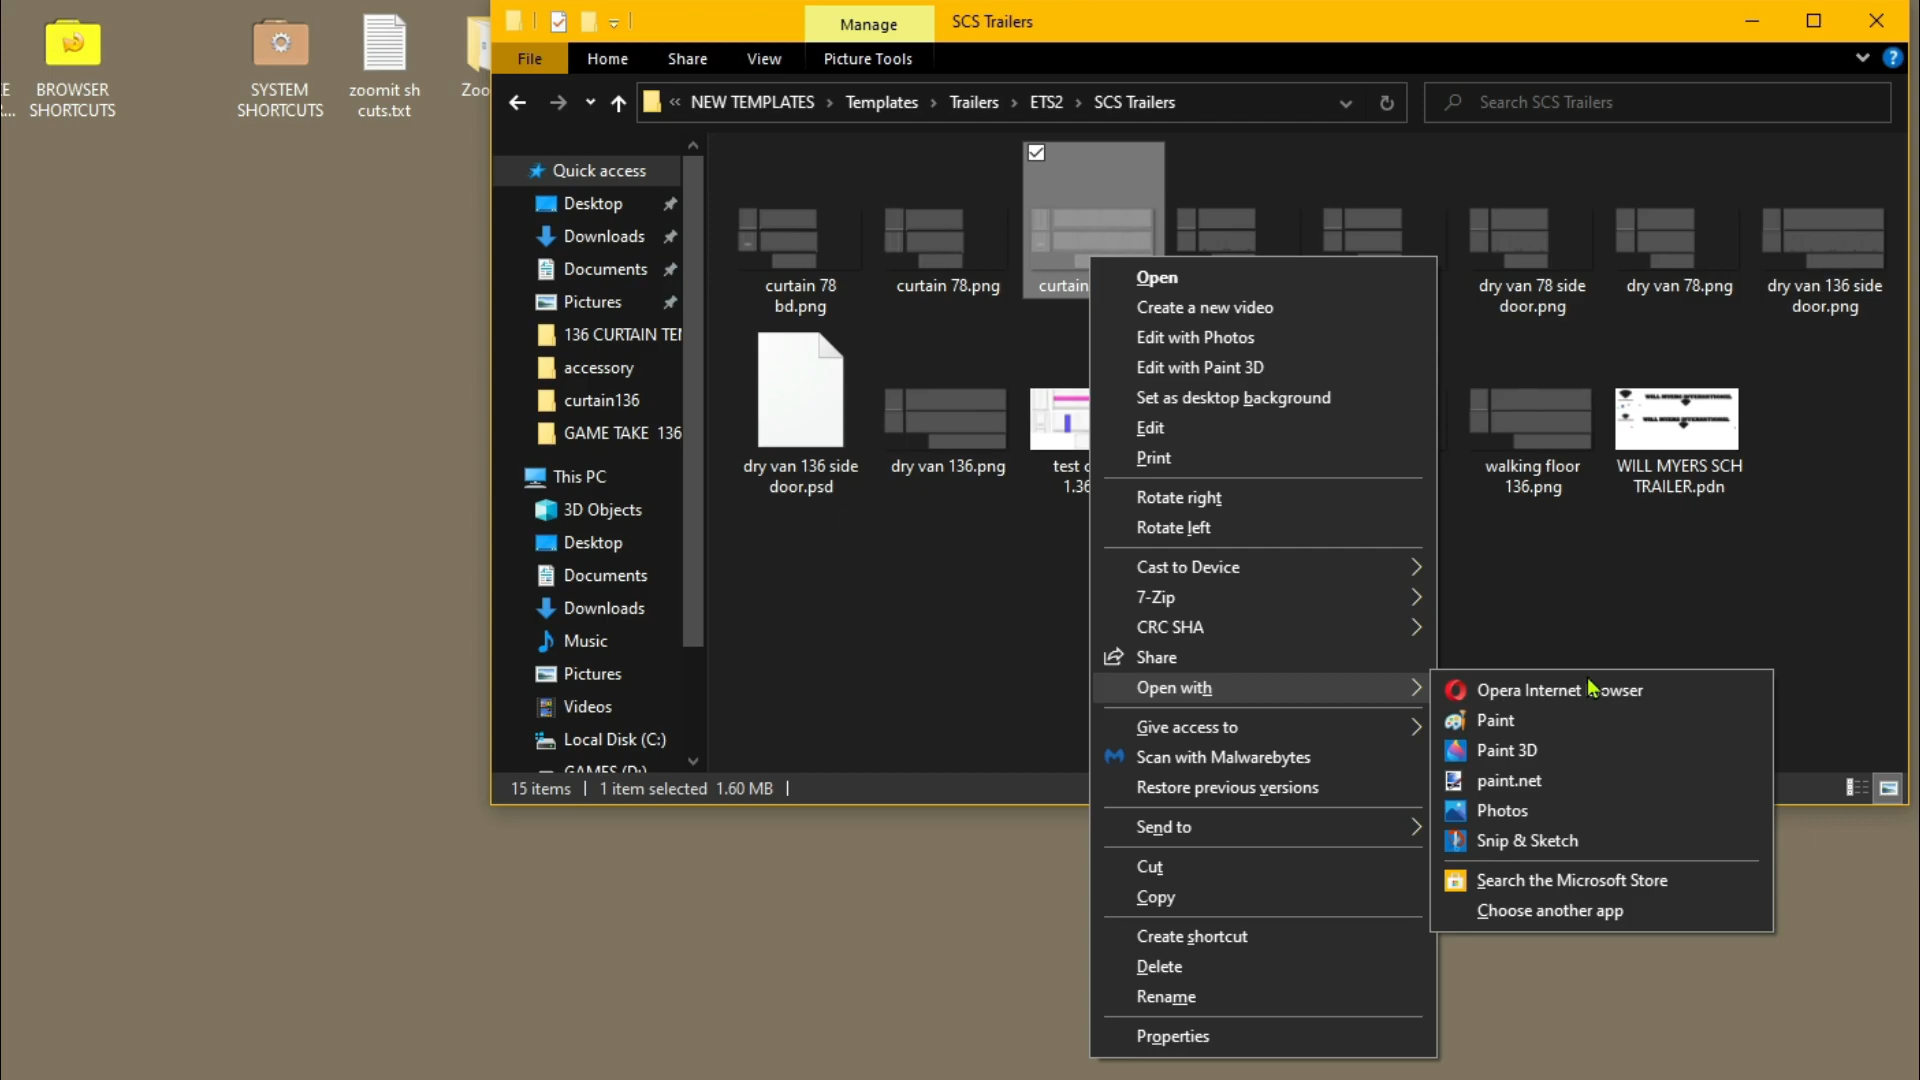 BROWSER
SHORTCUTS
SYSTEM
SHORTCUTS
zoomit sh
cuts.txt
Zoo
Manage
SCS Trailers
File
Home
Share
View
Picture Tools
« NEW TEMPLATES › Templates › Trailers › ETS2 › SCS Trailers
Search SCS Trailers
Quick access
Desktop
Downloads
Documents
Pictures
136 CURTAIN TE
accessory
curtain136
GAME TAKE 136
This PC
3D Objects
Desktop
Documents
Downloads
Music
Pictures
Videos
Local Disk (C:)
GAMES (D:)
curtain 78
bd.png
curtain 78.png
curtain
dry van 78 side
door.png
dry van 78.png
dry van 136 side
door.png
dry van 136 side
door.psd
dry van 136.png
test
1.36
walking floor
136.png
WILL MYERS INTERNATIONAL
WILL MYERS INTERNATIONAL
WILL MYERS SCH
TRAILER.pdn
Open
Create a new video
Edit with Photos
Edit with Paint 3D
Set as desktop background
Edit
Print
Rotate right
Rotate left
Cast to Device
7-Zip
CRC SHA
Share
Open with
Give access to
Scan with Malwarebytes
Restore previous versions
Send to
Cut
Copy
Create shortcut
Delete
Rename
Properties
Opera Internet Browser
Paint
Paint 3D
paint.net
Photos
Snip & Sketch
Search the Microsoft Store
Choose another app
15 items
1 item selected 1.60 MB